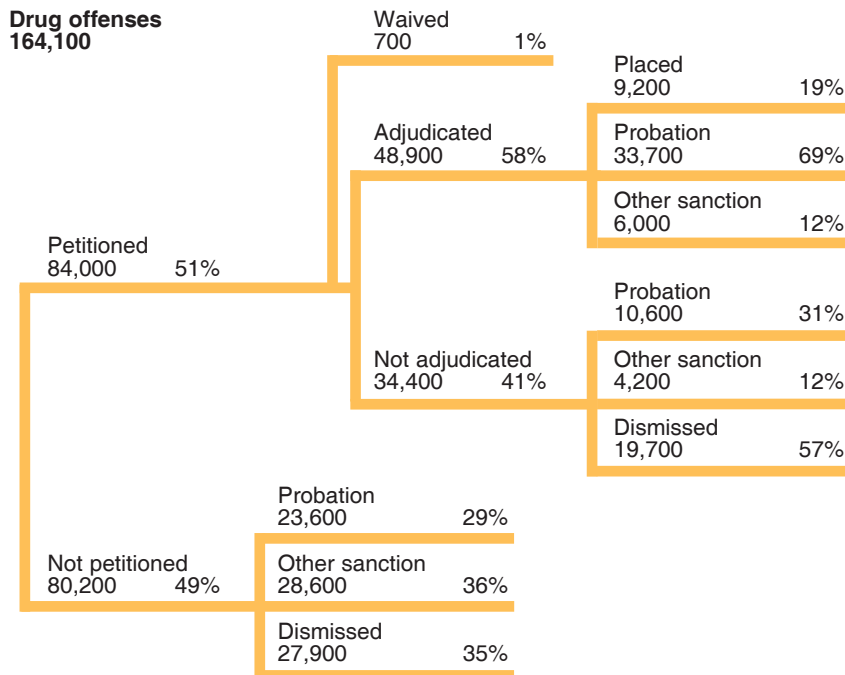 Drug offenses
164,100
Waived
700 1%
Placed
9,200 19%
Adjudicated
48,900 58%
Probation
33,700 69%
Other sanction
6,000 12%
Petitioned
84,000 51%
Probation
10,600 31%
Not adjudicated
34,400 41%
Other sanction
4,200 12%
Dismissed
19,700 57%
Probation
23,600 29%
Not petitioned
80,200 49%
Other sanction
28,600 36%
Dismissed
27,900 35%